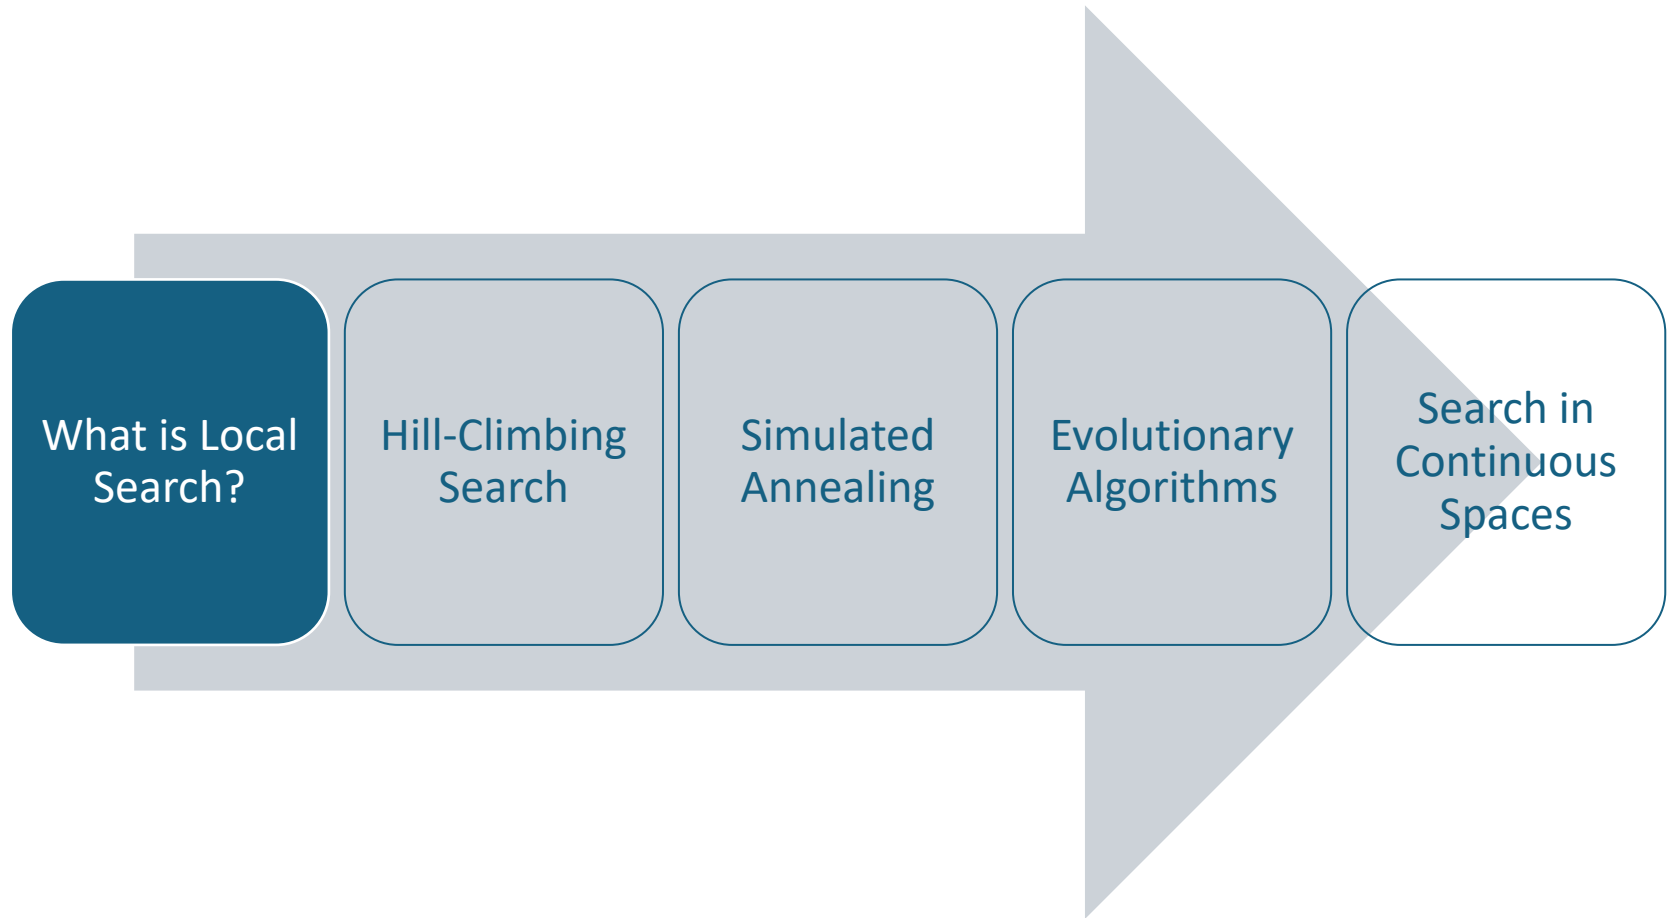 What is Local
Search?
Hill-Climbing
Search
Simulated
Annealing
Evolutionary
Algorithms
Search in
Continuous
Spaces